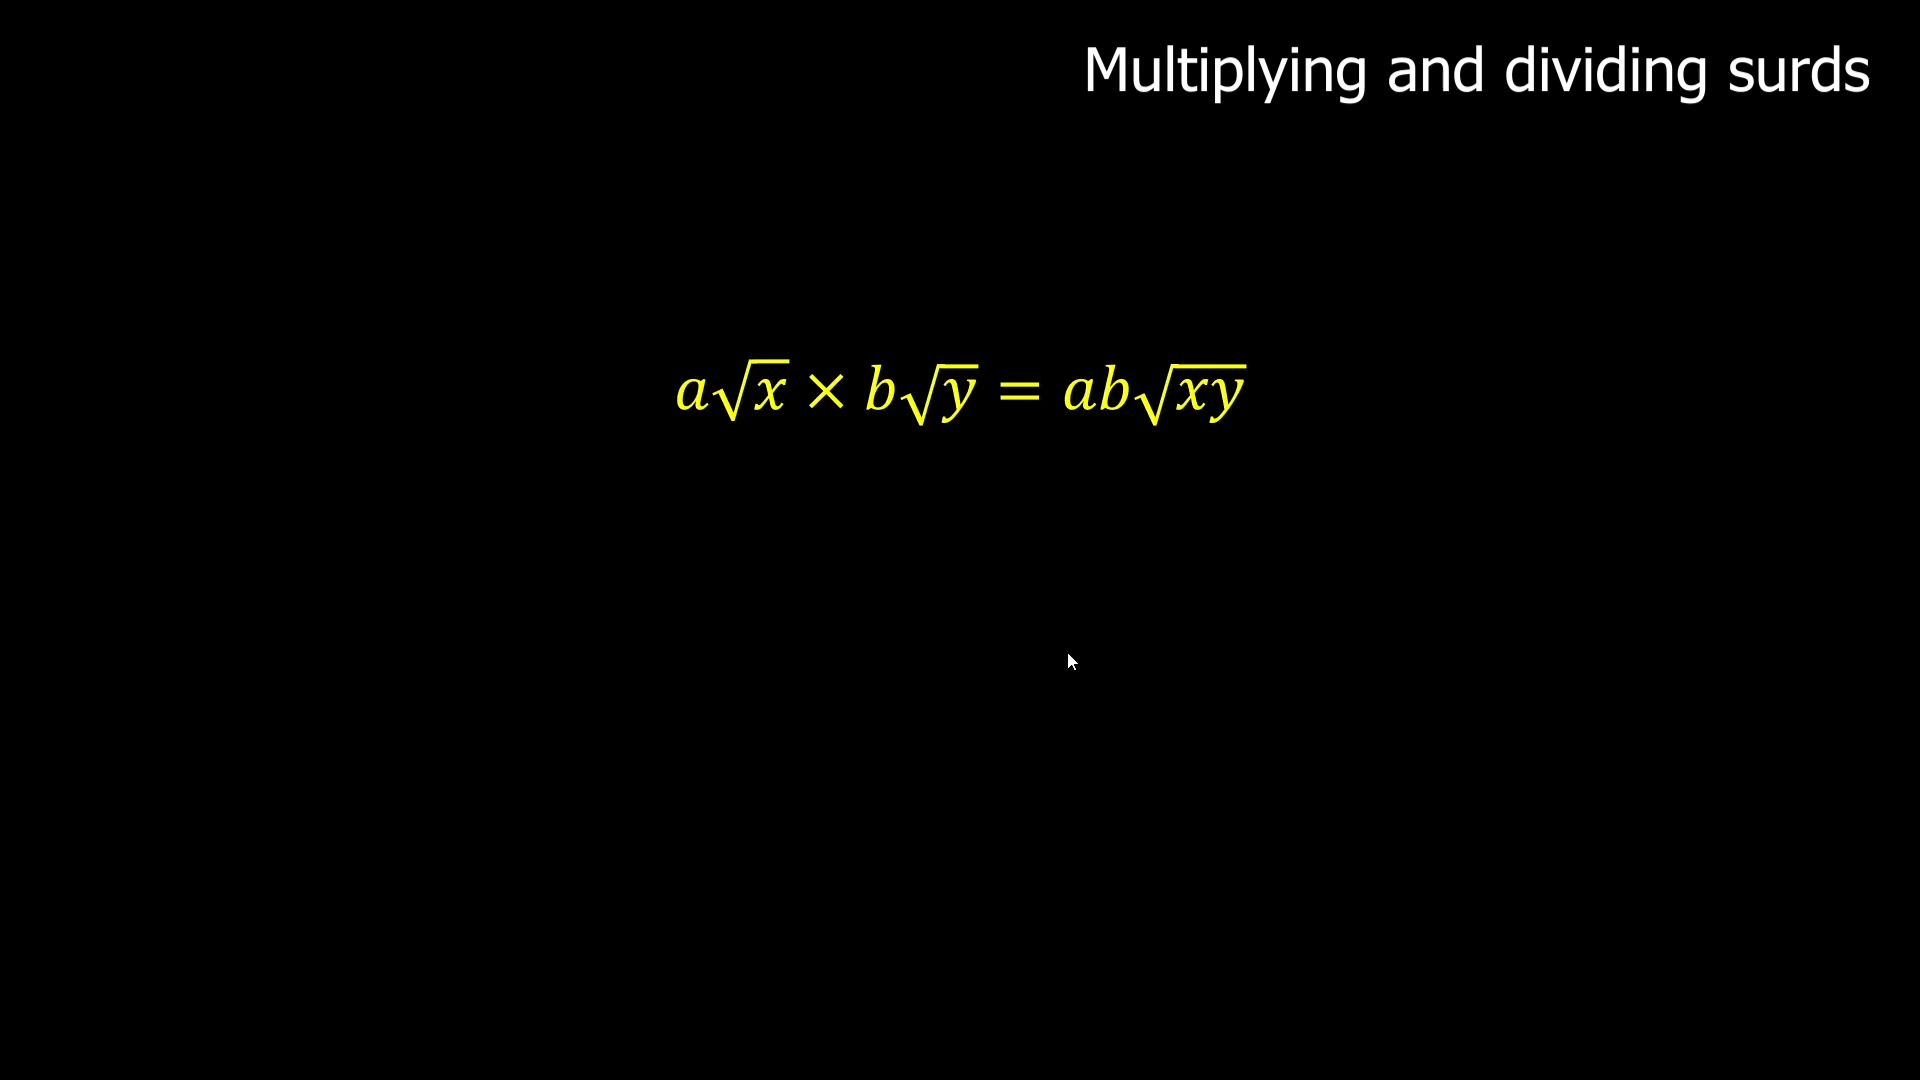 Multiplying and dividing surds
a√x × b√y = ab√xy